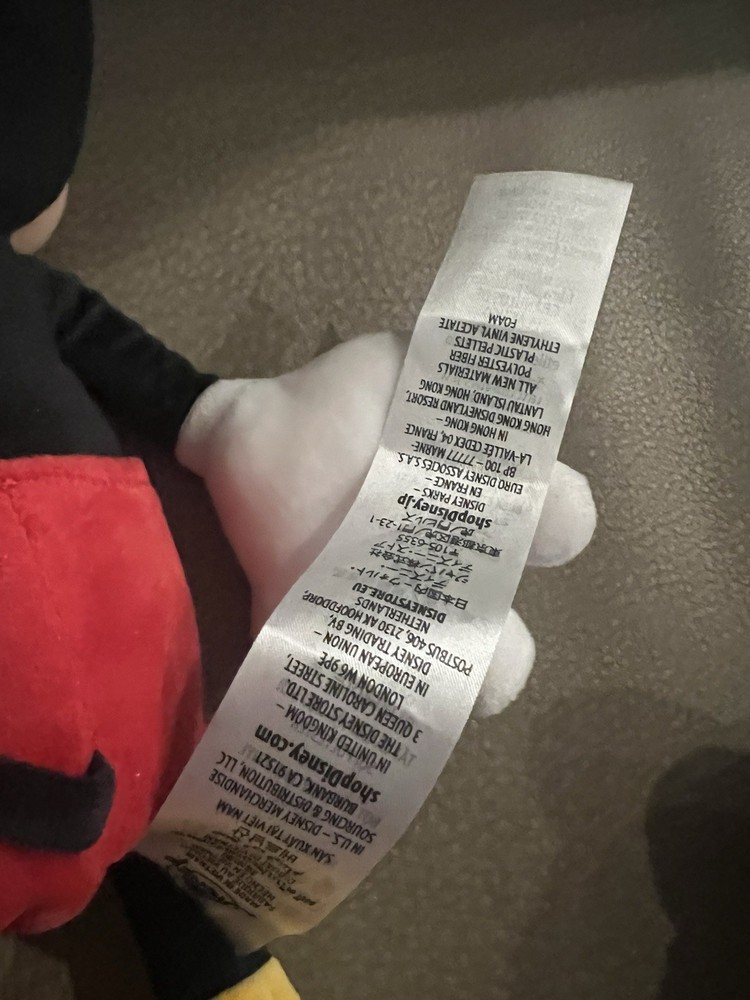 SẢN XUẤT TẠI VIỆT NAM
IN U.S. – DISNEY MERCHANDISE
SOURCING & DISTRIBUTION, LLC
BURBANK, CA 91521
shopDisney.com
IN UNITED KINGDOM –
THE DISNEY STORE LTD.
3 QUEEN CAROLINE STREET,
LONDON W6 9PE
IN EUROPEAN UNION –
DISNEY TRADING BV,
POSTBUS 406, 2130 AK HOOFDDORP,
NETHERLANDS
DISNEYSTORE.EU
日本国内
〒105-6355
shopDisney.jp
DISNEY PARKS –
EN FRANCE –
EURO DISNEY ASSOCIÉS S.A.S.
BP 100 – 77777 MARNE-
LA-VALLÉE CEDEX 04, FRANCE
IN HONG KONG –
HONG KONG DISNEYLAND RESORT,
LANTAU ISLAND, HONG KONG
ALL NEW MATERIALS
POLYESTER FIBER
PLASTIC PELLETS
ETHYLENE VINYL ACETATE
FOAM